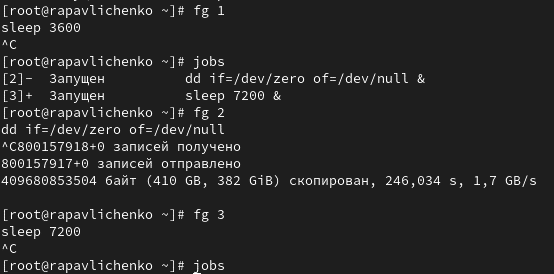 [root@rapavlichenko ~]# fg 1
sleep 3600
^C
[root@rapavlichenko ~]# jobs
[2]-  Запущен          dd if=/dev/zero of=/dev/null &
[3]+  Запущен          sleep 7200 &
[root@rapavlichenko ~]# fg 2
dd if=/dev/zero of=/dev/null
^C800157918+0 записей получено
800157917+0 записей отправлено
409680853504 байт (410 GB, 382 GiB) скопирован, 246,034 s, 1,7 GB/s
[root@rapavlichenko ~]# fg 3
sleep 7200
^C
[root@rapavlichenko ~]# jobs